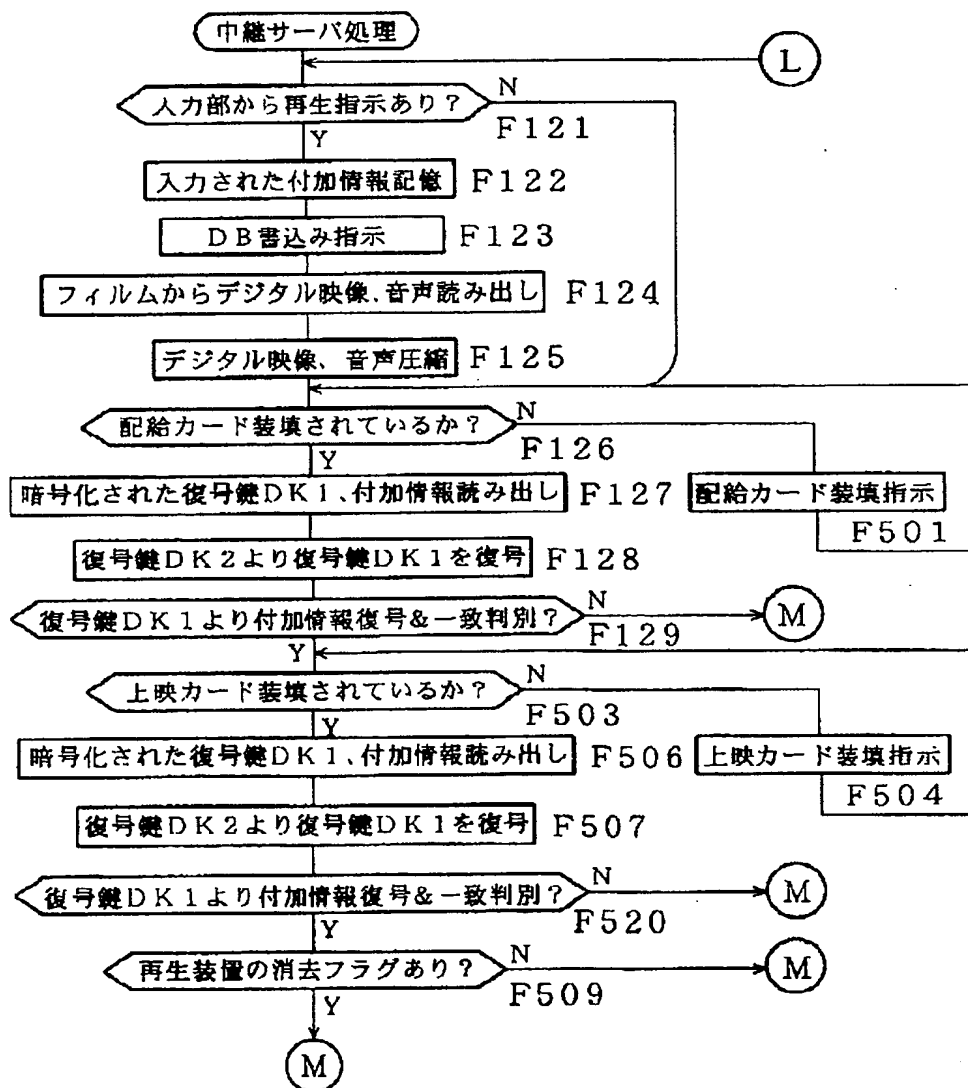 中継サーバ処理
L
入力部から再生指示あり?
N
F121
Y
入力された付加情報記憶
F122
DB書込み指示
F123
フィルムからデジタル映像、音声読み出し
F124
デジタル映像、音声圧縮
F125
配給カード装填されているか?
N
F126
Y
暗号化された復号鍵DK1、付加情報読み出し
F127
配給カード装填指示
F501
復号鍵DK2より復号鍵DK1を復号
F128
復号鍵DK1より付加情報復号&一致判別?
N
M
F129
Y
上映カード装填されているか?
N
F503
Y
暗号化された復号鍵DK1、付加情報読み出し
F506
上映カード装填指示
F504
復号鍵DK2より復号鍵DK1を復号
F507
復号鍵DK1より付加情報復号&一致判別?
N
M
F520
Y
再生装置の消去フラグあり?
N
M
F509
Y
M